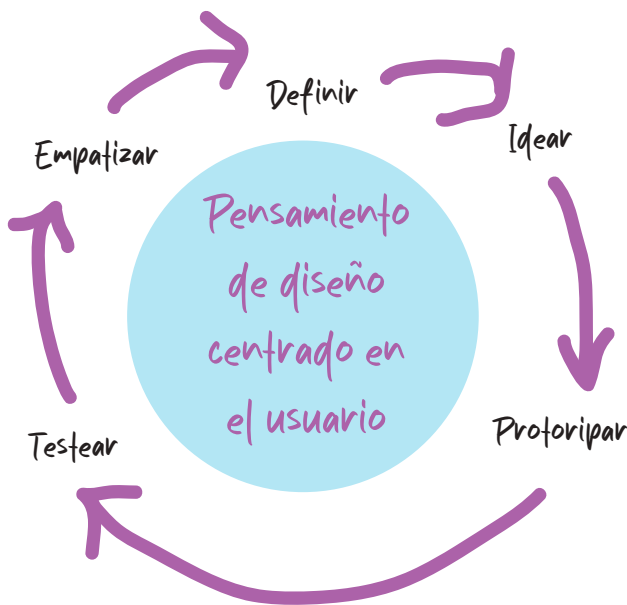 Definir
Idear
Empatizar
Pensamiento
de diseño
centrado en
el usuario
Protoripar
Testear